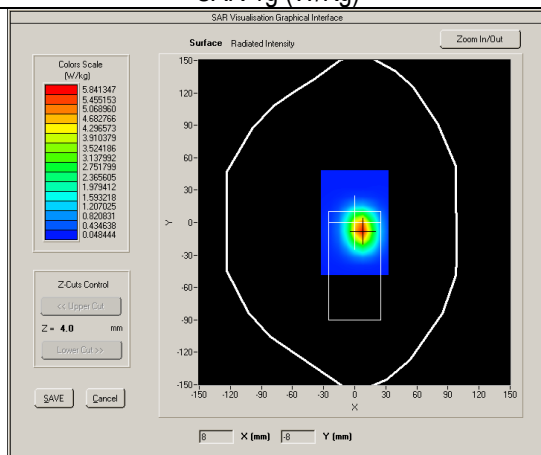 SAR Visualisation Graphical Interface
Surface Radiated Intensity
Zoom In/Out
Colors Scale
(W/kg)
5.841347
5.455153
5.068960
4.682766
4.296573
3.910379
3.524186
3.137992
2.751799
2.365605
1.979412
1.593218
1.207025
0.820831
0.434638
0.048444
Z-Cuts Control
<< Upper Cut
Z = 4.0 mm
Lower Cut >>
SAVE Cancel
150-
120-
90-
60-
30-
0-
-30-
-60-
-90-
-120-
-150-
Y
-150 -120 -90 -60 -30 0 30 60 90 120 150
X
8 X (mm) -8 Y (mm)